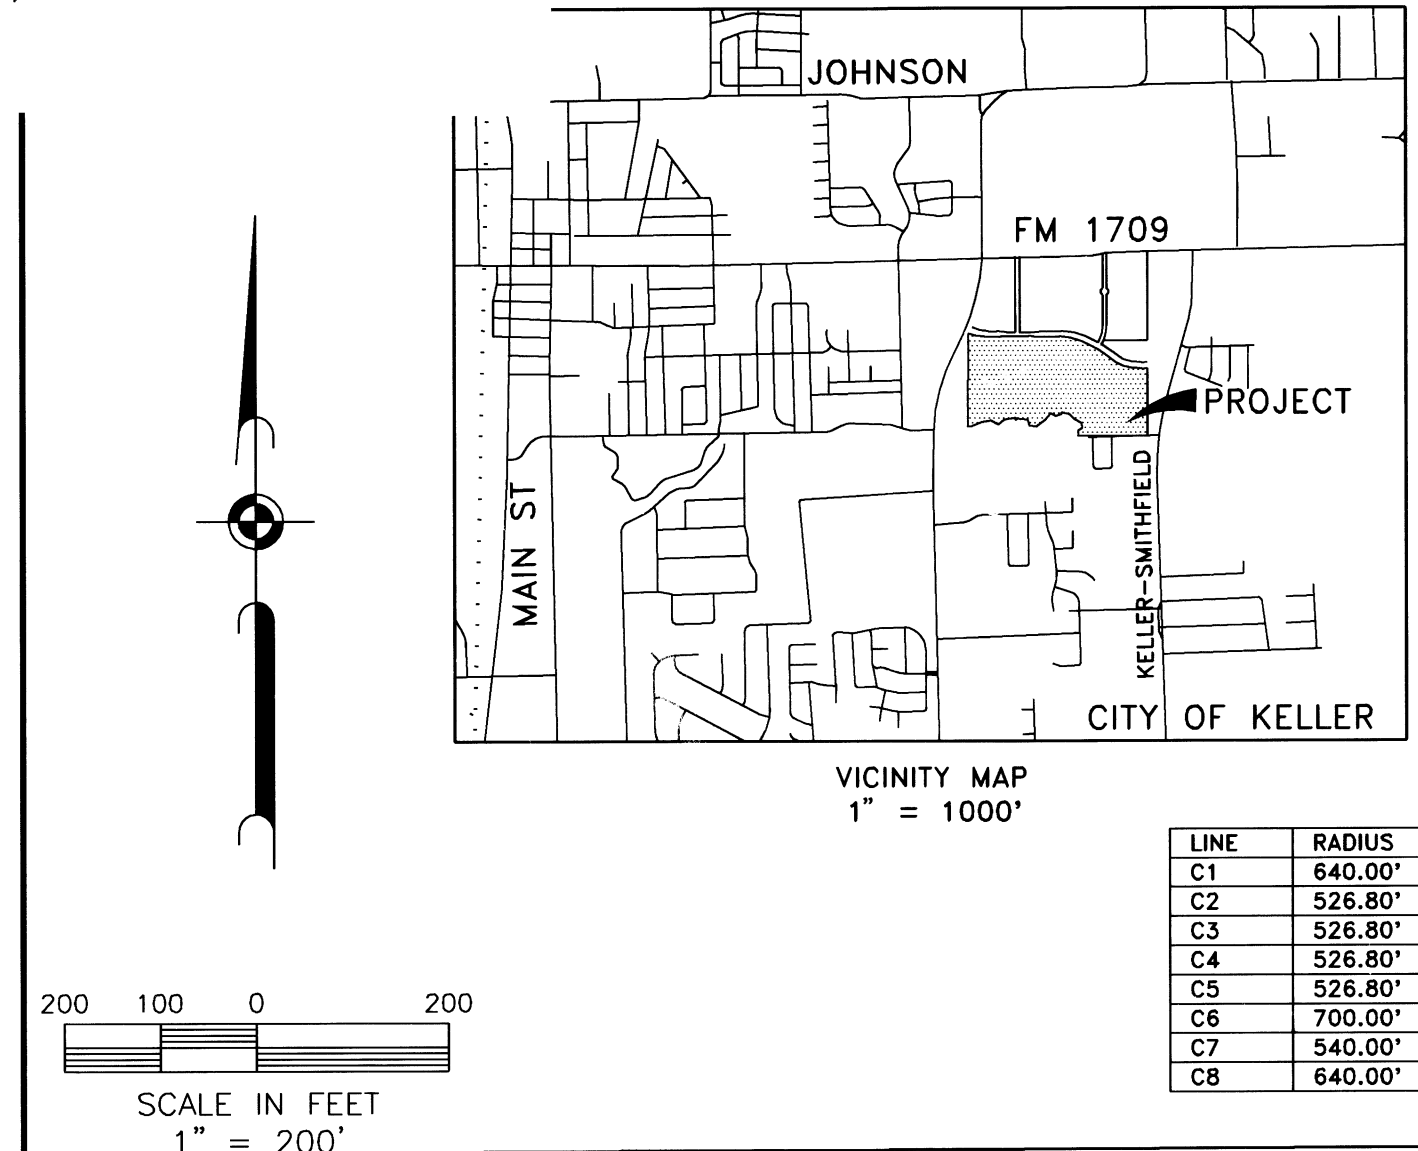 JOHNSON
FM 1709
PROJECT
MAIN ST
KELLER-SMITHFIELD
CITY OF KELLER
VICINITY MAP
1" = 1000'
LINE RADIUS
C1 640.00'
C2 526.80'
C3 526.80'
C4 526.80'
C5 526.80'
C6 700.00'
C7 540.00'
C8 640.00'
200 100 0 200
SCALE IN FEET
1" = 200'